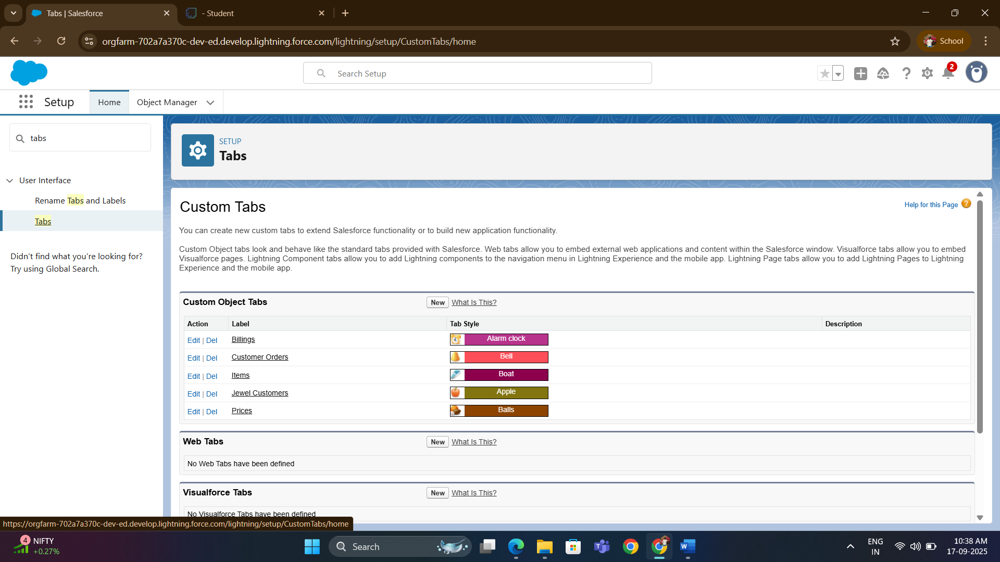 Tabs | Salesforce
- Student
orgfarm-702a7a370c-dev-ed.develop.lightning.force.com/lightning/setup/CustomTabs/home
School
Search Setup
2
Setup
Home
Object Manager
tabs
User Interface
Rename Tabs and Labels
Tabs
Didn't find what you're looking for?
Try using Global Search.
SETUP
Tabs
Custom Tabs
Help for this Page
You can create new custom tabs to extend Salesforce functionality or to build new application functionality.
Custom Object tabs look and behave like the standard tabs provided with Salesforce. Web tabs allow you to embed external web applications and content within the Salesforce window. Visualforce tabs allow you to embed
Visualforce pages. Lightning Component tabs allow you to add Lightning components to the navigation menu in Lightning Experience and the mobile app. Lightning Page tabs allow you to add Lightning Pages to Lightning
Experience and the mobile app.
Custom Object Tabs New What Is This?
Action Label Tab Style Description
Edit | Del Billings Alarm clock
Edit | Del Customer Orders Bell
Edit | Del Items Boat
Edit | Del Jewel Customers Apple
Edit | Del Prices Balls
Web Tabs New What Is This?
No Web Tabs have been defined
Visualforce Tabs New What Is This?
No Visualforce Tabs have been defined
https://orgfarm-702a7a370c-dev-ed.develop.lightning.force.com/lightning/setup/CustomTabs/home
4
NIFTY
+0.27%
Search
ENG
IN
10:38 AM
17-09-2025